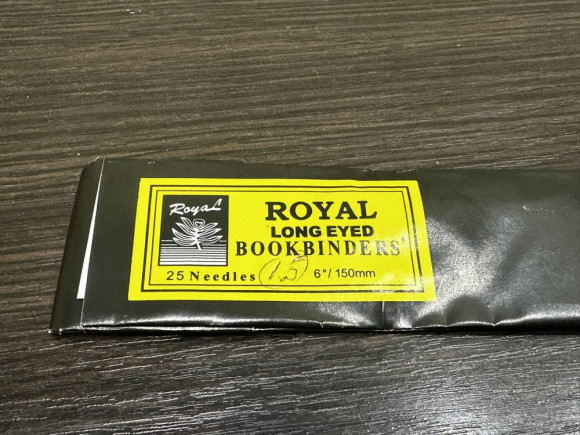 Royal
ROYAL
LONG EYED
BOOKBINDERS'
25 Needles 1.5 6"/150mm